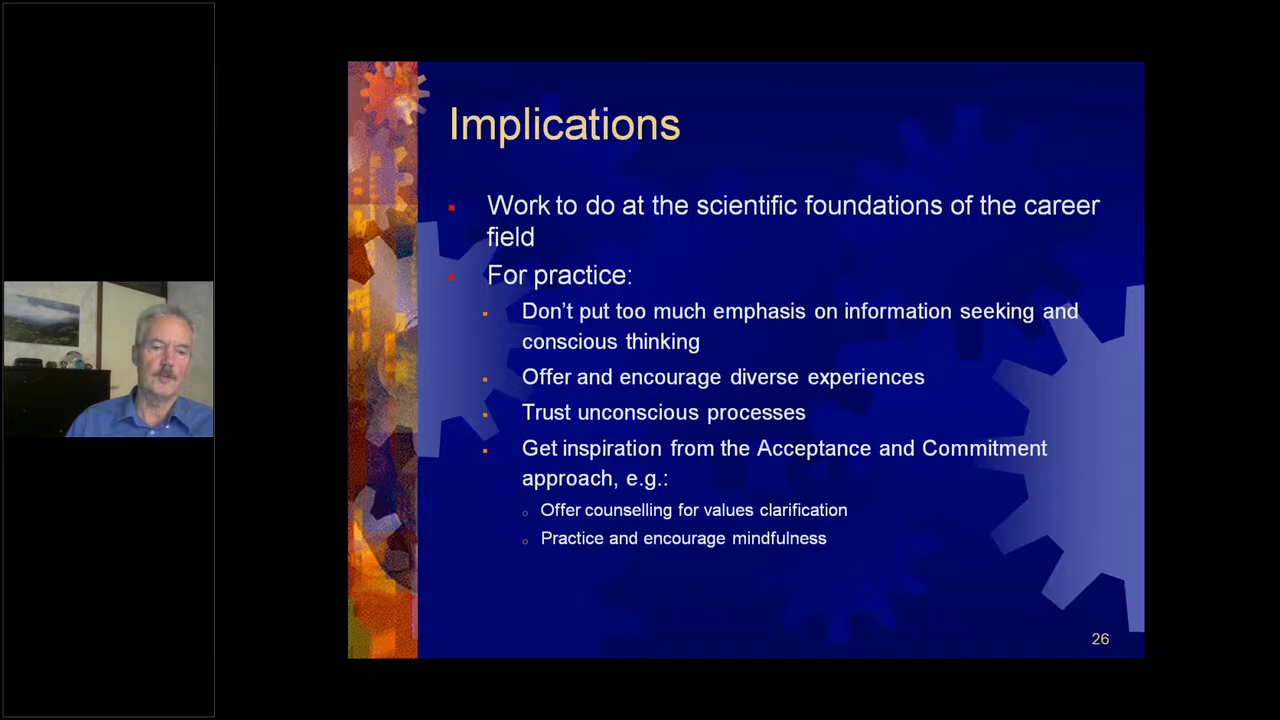 Implications
Work to do at the scientific foundations of the career
field
For practice:
Don’t put too much emphasis on information seeking and
conscious thinking
Offer and encourage diverse experiences
Trust unconscious processes
Get inspiration from the Acceptance and Commitment
approach, e.g.:
Offer counselling for values clarification
Practice and encourage mindfulness
26